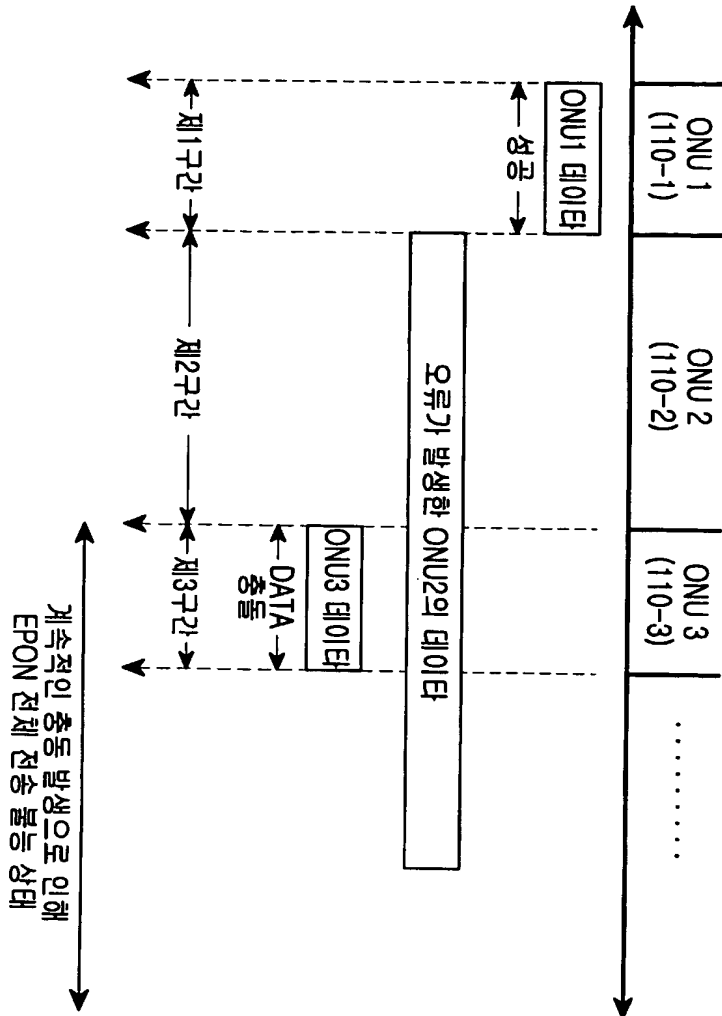 ONU 1
(110-1)
ONU 2
(110-2)
ONU 3
(110-3)
.........
ONU1 데이타
성공
오류가 발생한 ONU2의 데이타
ONU3 데이타
DATA
충돌
제1구간
제2구간
제3구간
계속적인 충돌 발생으로 인해
EPON 전체 전송 불능 상태